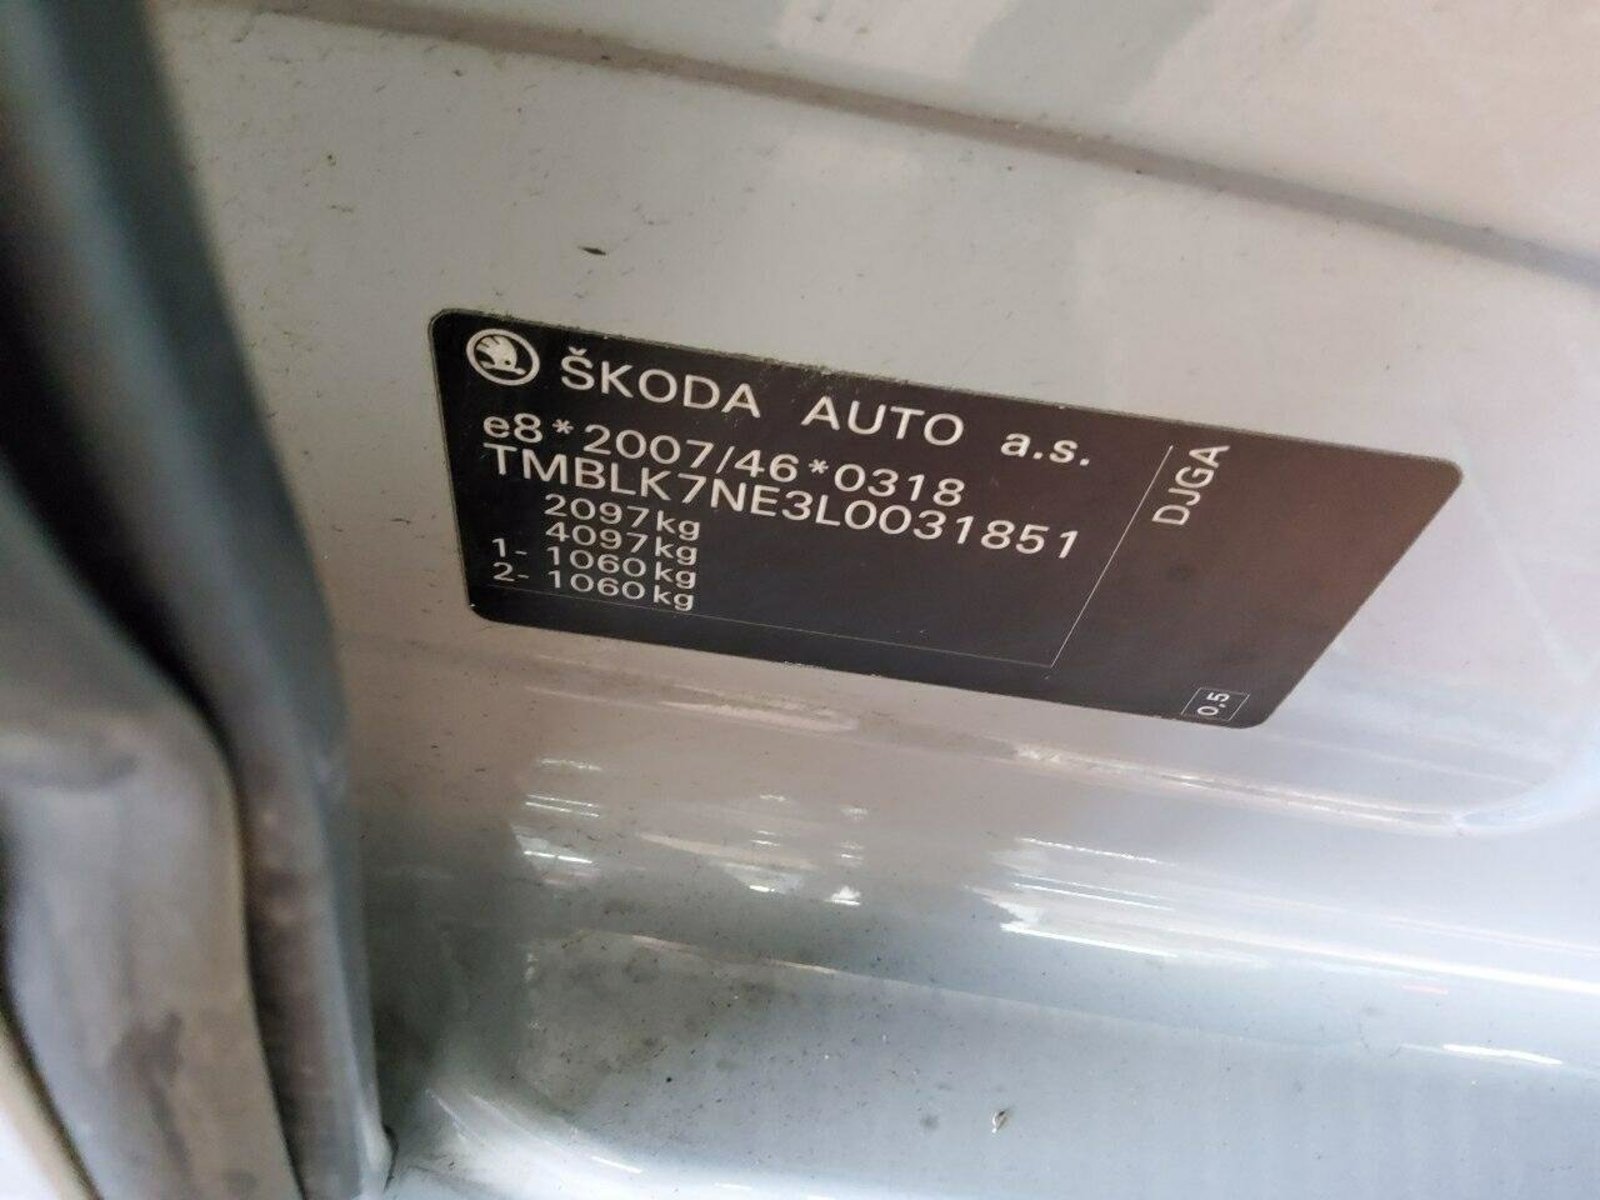 ŠKODA AUTO a.s.
e8*2007/46*0318
TMBLK7NE3L0031851
2097kg
4097kg
1- 1060kg
2- 1060kg
DJGA
0,5